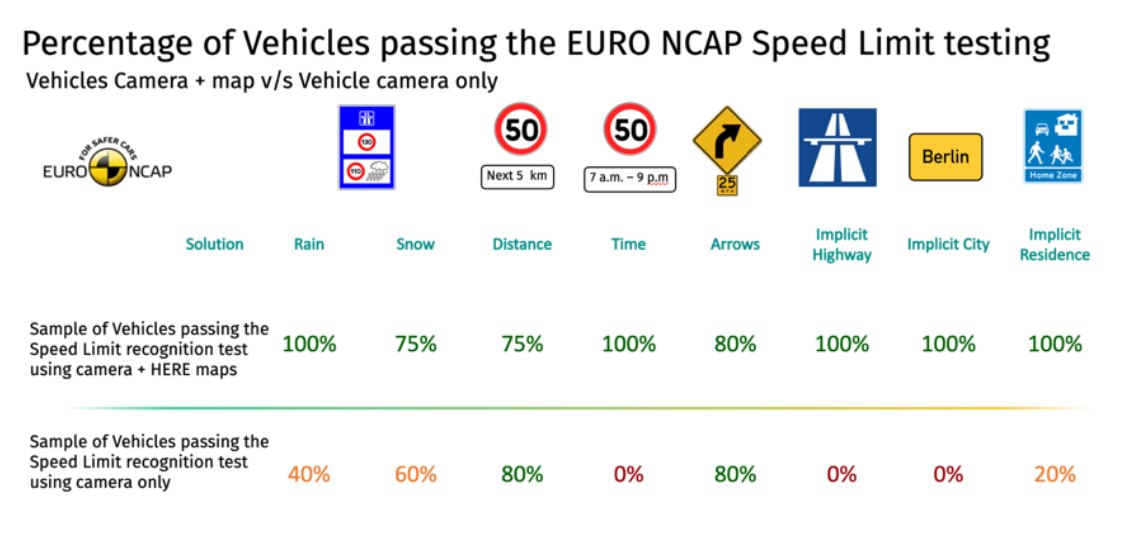 Percentage of Vehicles passing the EURO NCAP Speed Limit testing
Vehicles Camera + map v/s Vehicle camera only
FOR SAFER CARS
EURO NCAP
130
110
50
Next 5 km
50
7 a.m. – 9 p.m
25
M.P.H.
Berlin
Home Zone
Solution
Rain
Snow
Distance
Time
Arrows
Implicit
Highway
Implicit City
Implicit
Residence
Sample of Vehicles passing the
Speed Limit recognition test
using camera + HERE maps
100%
75%
75%
100%
80%
100%
100%
100%
Sample of Vehicles passing the
Speed Limit recognition test
using camera only
40%
60%
80%
0%
80%
0%
0%
20%